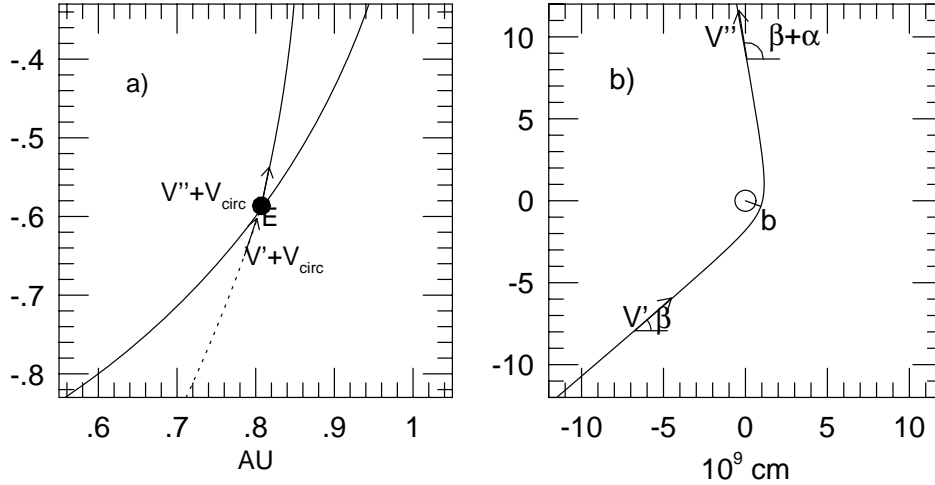 a)
-.4
-.5
-.6
-.7
-.8
V''+V_circ
E
V'+V_circ
.6 .7 .8 .9 1
AU
b)
10
5
0
-5
-10
V''
β+α
b
V' β
-10 -5 0 5 10
10^9 cm